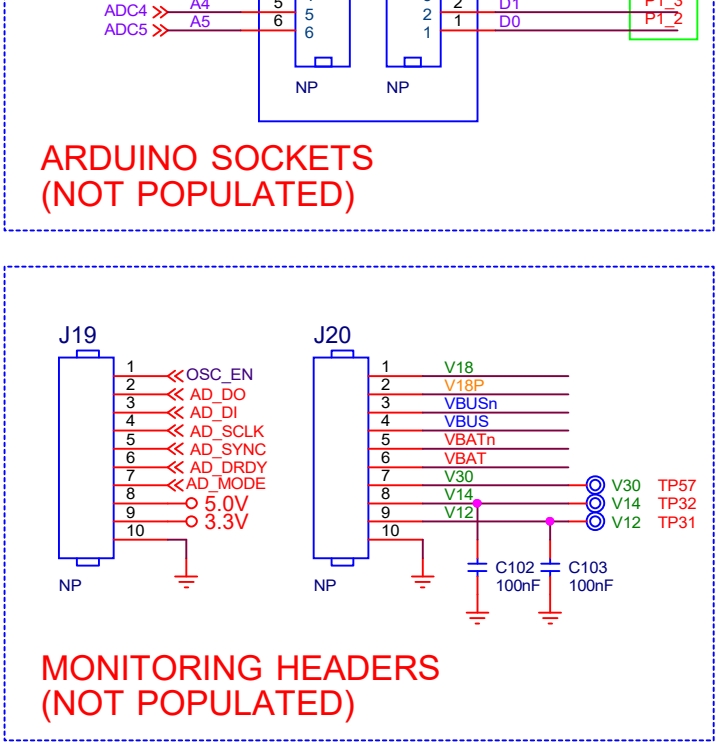 ADC4 A4 5 5 2 2 D1 P1_3
ADC5 A5 6 6 1 1 D0 P1_2
NP NP
ARDUINO SOCKETS
(NOT POPULATED)
J19 J20
1 OSC_EN 1 V18
2 AD_DO 2 V18P
3 AD_DI 3 VBUSn
4 AD_SCLK 4 VBUS
5 AD_SYNC 5 VBATn
6 AD_DRDY 6 VBAT
7 AD_MODE 7 V30 V30 TP57
8 5.0V 8 V14 V14 TP32
9 3.3V 9 V12 V12 TP31
10 10
C102 C103
100nF 100nF
NP NP
MONITORING HEADERS
(NOT POPULATED)